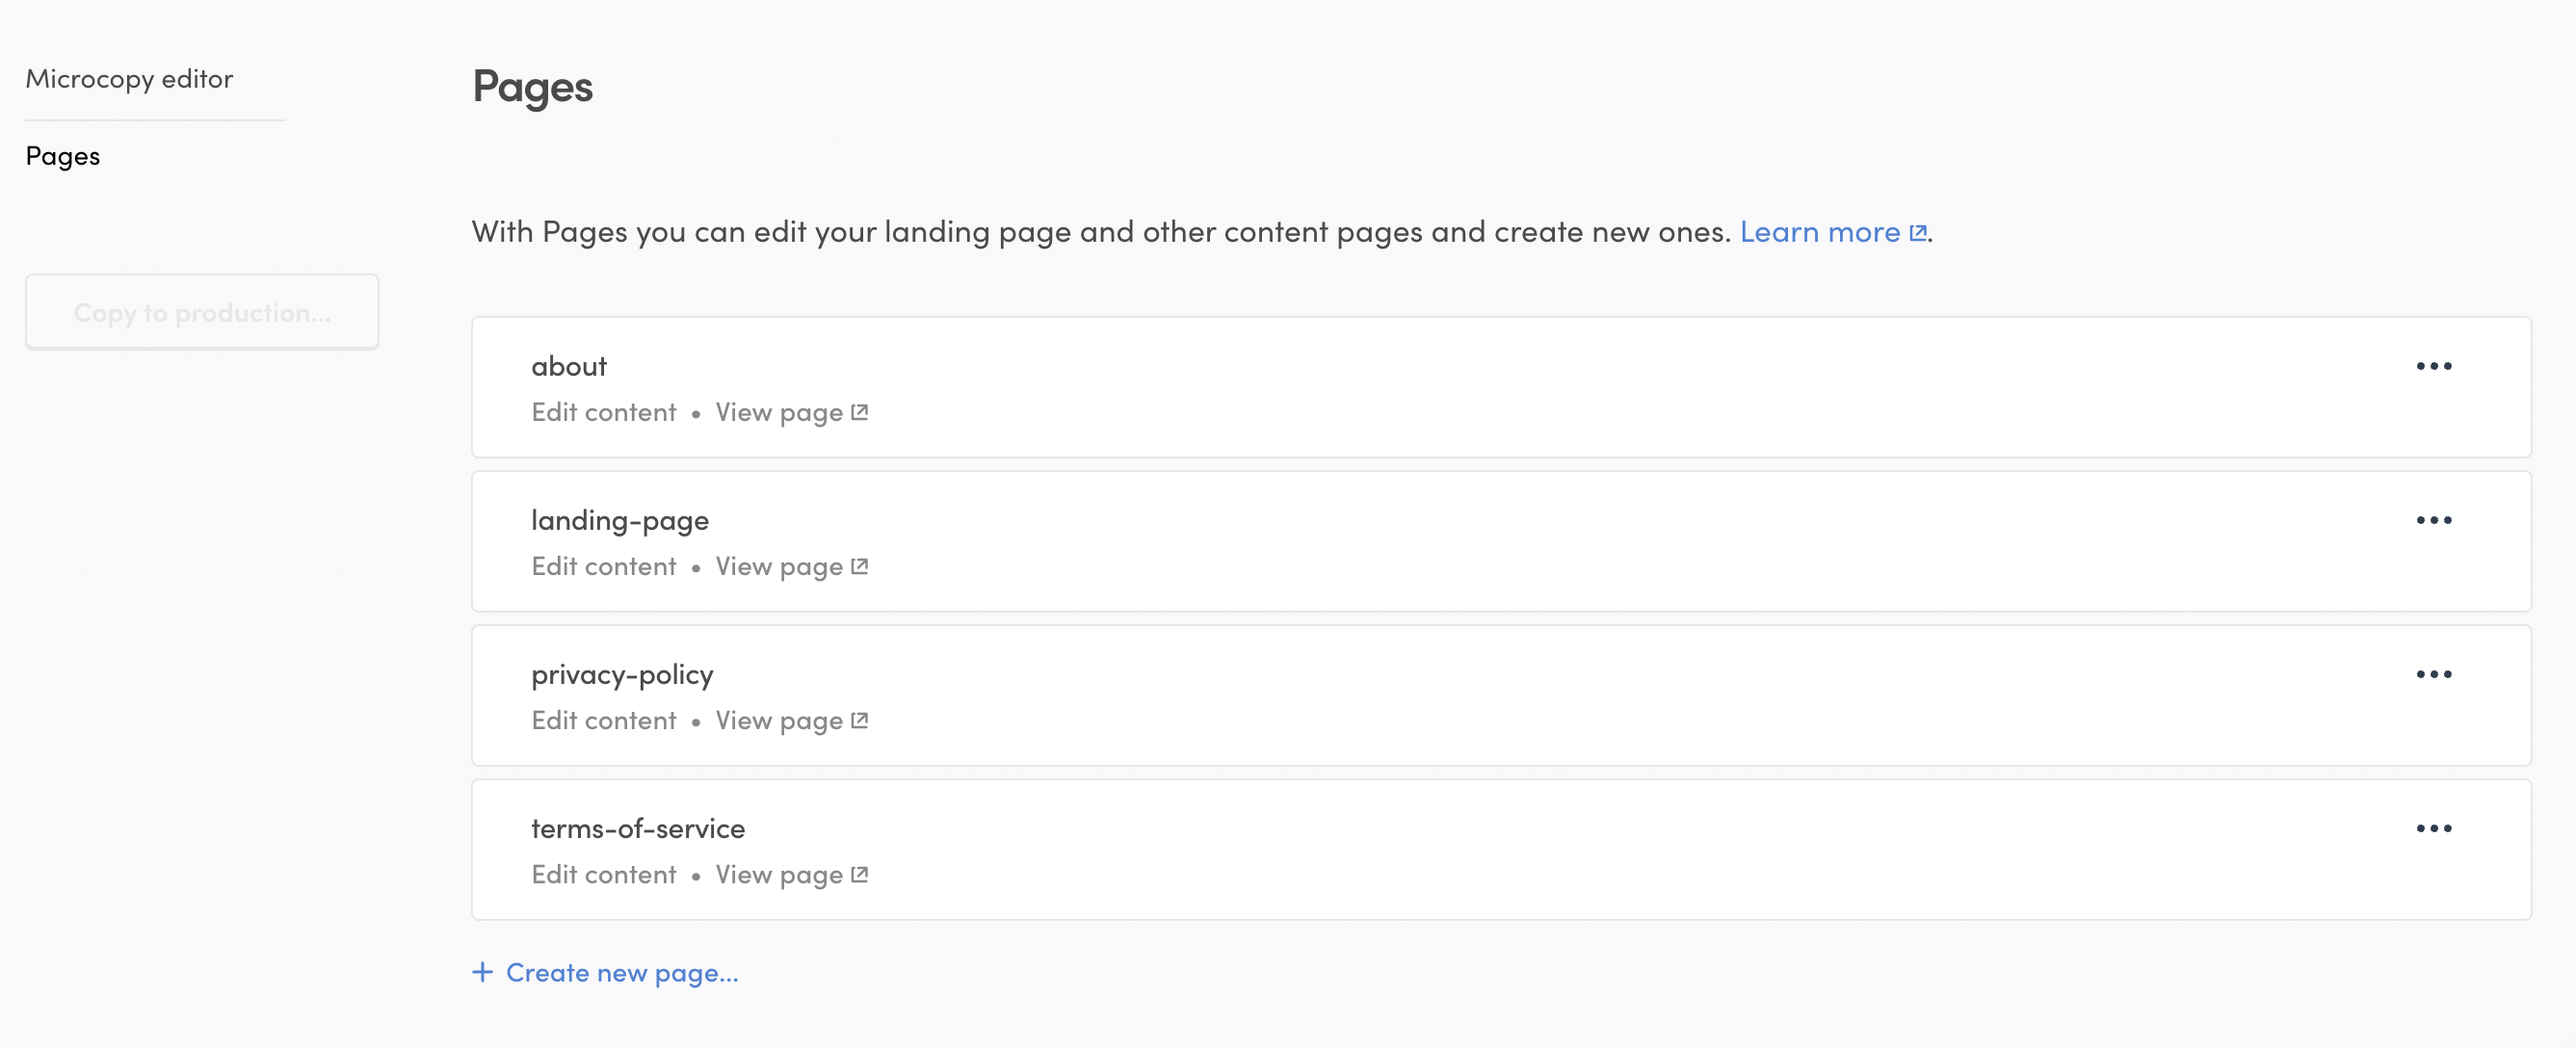 Microcopy editor
Pages
Copy to production...
Pages
With Pages you can edit your landing page and other content pages and create new ones. Learn more.
about
Edit content • View page
landing-page
Edit content • View page
privacy-policy
Edit content • View page
terms-of-service
Edit content • View page
+ Create new page...